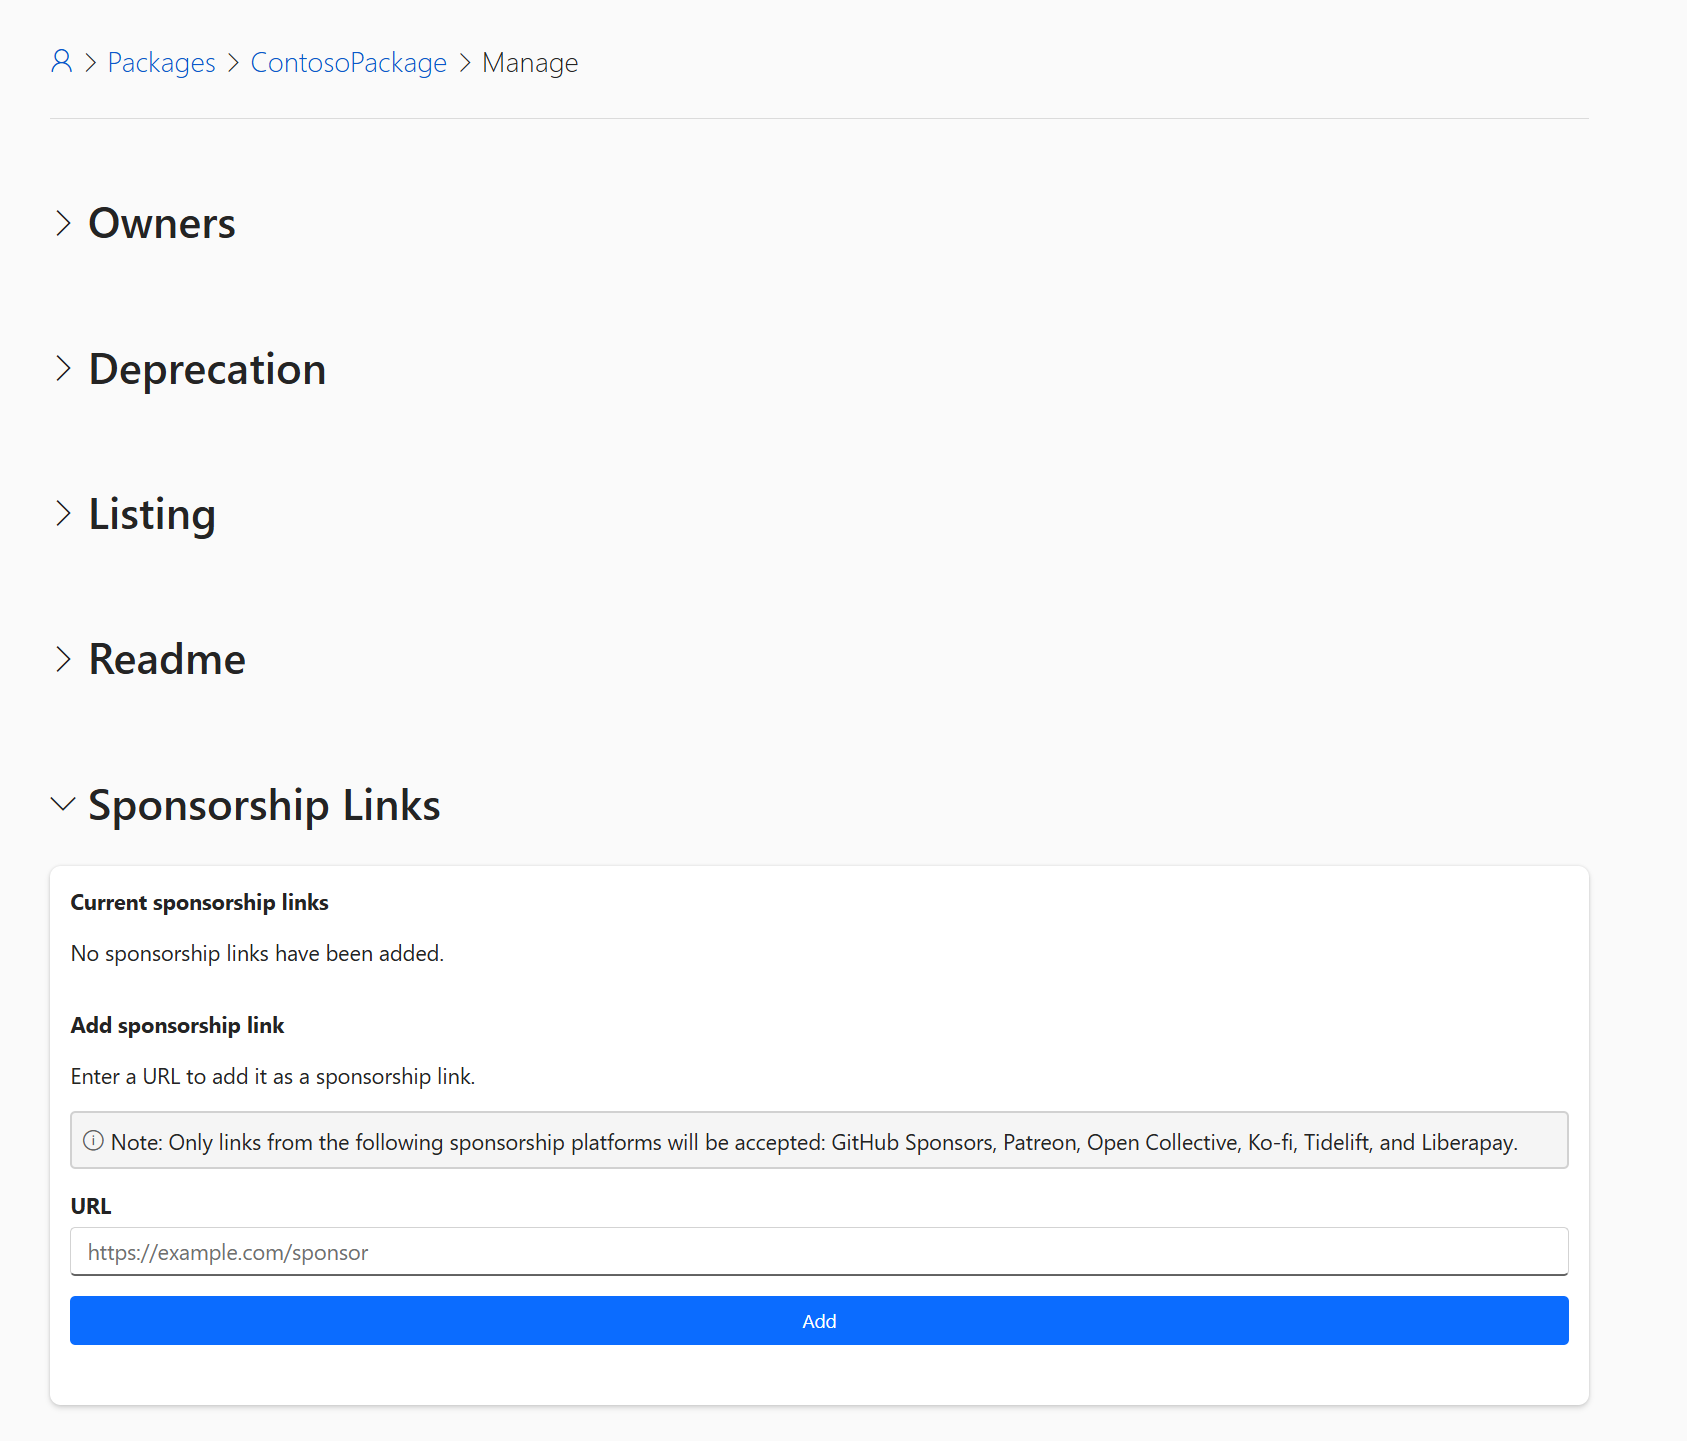 Packages ContosoPackage Manage
Owners
Deprecation
Listing
Readme
Sponsorship Links
Current sponsorship links
No sponsorship links have been added.
Add sponsorship link
Enter a URL to add it as a sponsorship link.
Note: Only links from the following sponsorship platforms will be accepted: GitHub Sponsors, Patreon, Open Collective, Ko-fi, Tidelift, and Liberapay.
URL
https://example.com/sponsor
Add